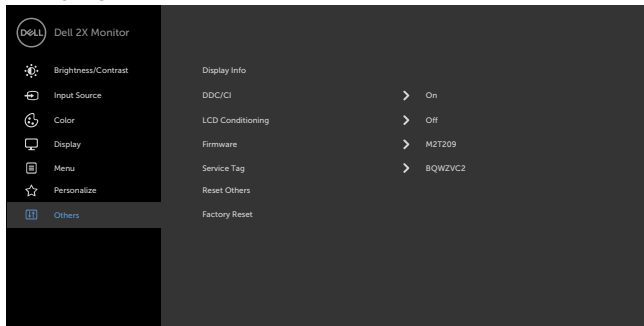 DELL Dell 2X Monitor
Brightness/Contrast Display Info
Input Source DDC/CI On
Color LCD Conditioning Off
Display Firmware M2T209
Menu Service Tag BQWZVC2
Personalize Reset Others
Others Factory Reset